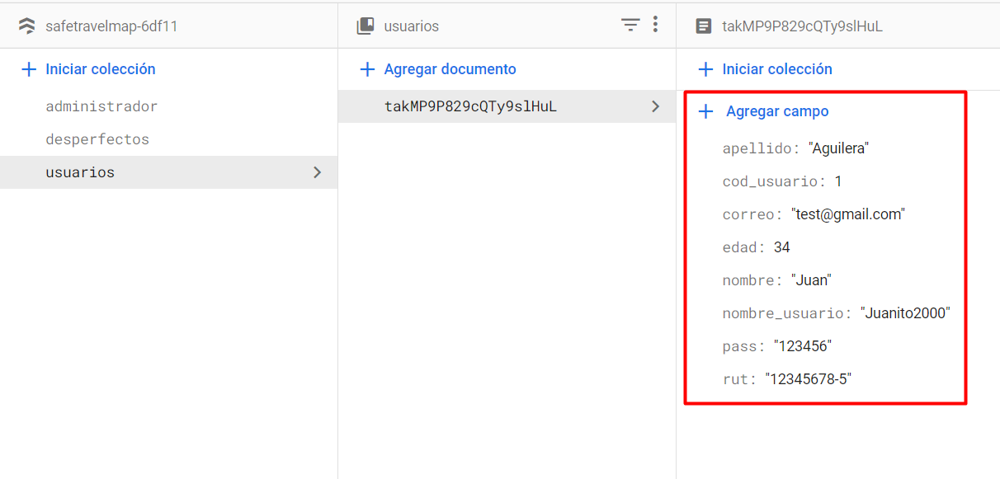 safetravelmap-6df11
Iniciar colección
administrador
desperfectos
usuarios
usuarios
Agregar documento
takMP9P829cQTy9slHuL
takMP9P829cQTy9slHuL
Iniciar colección
Agregar campo
apellido: "Aguilera"
cod_usuario: 1
correo: "test@gmail.com"
edad: 34
nombre: "Juan"
nombre_usuario: "Juanito2000"
pass: "123456"
rut: "12345678-5"